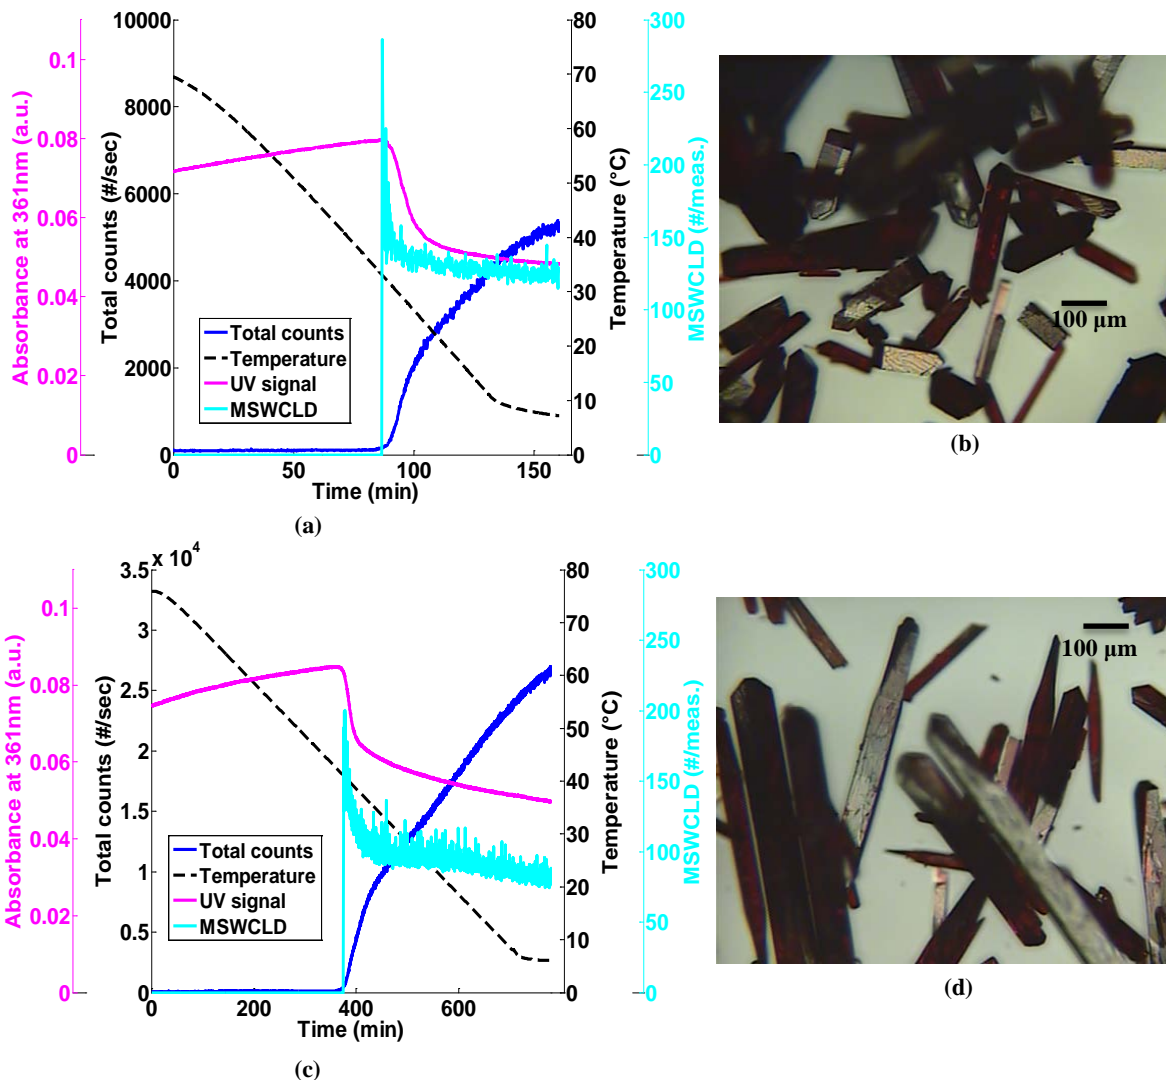 10000
8000
6000
4000
2000
0
0.1
0.08
0.06
0.04
0.02
0
Absorbance at 361nm (a.u.)
Total counts (#/sec)
80
70
60
50
40
30
20
10
0
Temperature (°C)
300
250
200
150
100
50
0
MSWCLD (#/meas.)
Total counts
Temperature
UV signal
MSWCLD
0 50 100 150
Time (min)
(a)
100 μm
(b)
x 10^4
3.5
3
2.5
2
1.5
1
0.5
0
0.1
0.08
0.06
0.04
0.02
0
Absorbance at 361nm (a.u.)
Total counts (#/sec)
80
70
60
50
40
30
20
10
0
Temperature (°C)
300
250
200
150
100
50
0
MSWCLD (#/meas.)
Total counts
Temperature
UV signal
MSWCLD
0 200 400 600
Time (min)
(c)
100 μm
(d)